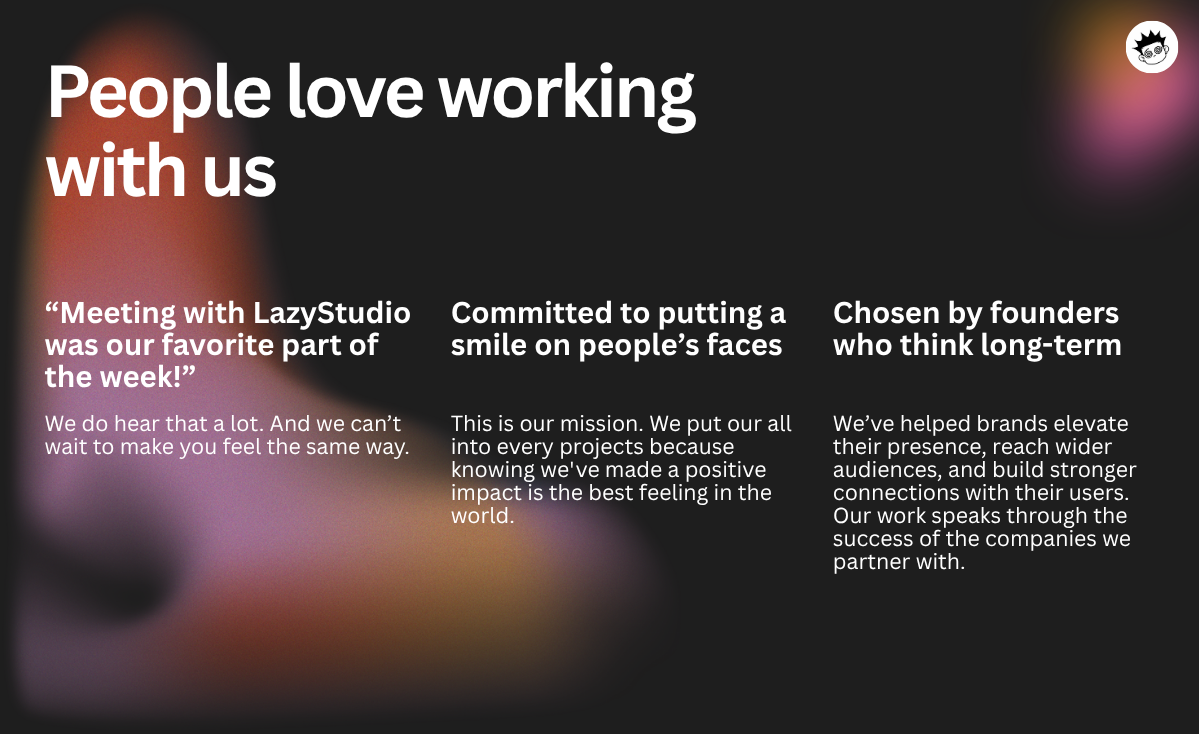 People love working
with us
“Meeting with LazyStudio
was our favorite part of
the week!”
We do hear that a lot. And we can’t
wait to make you feel the same way.
Committed to putting a
smile on people’s faces
This is our mission. We put our all
into every projects because
knowing we've made a positive
impact is the best feeling in the
world.
Chosen by founders
who think long-term
We’ve helped brands elevate
their presence, reach wider
audiences, and build stronger
connections with their users.
Our work speaks through the
success of the companies we
partner with.